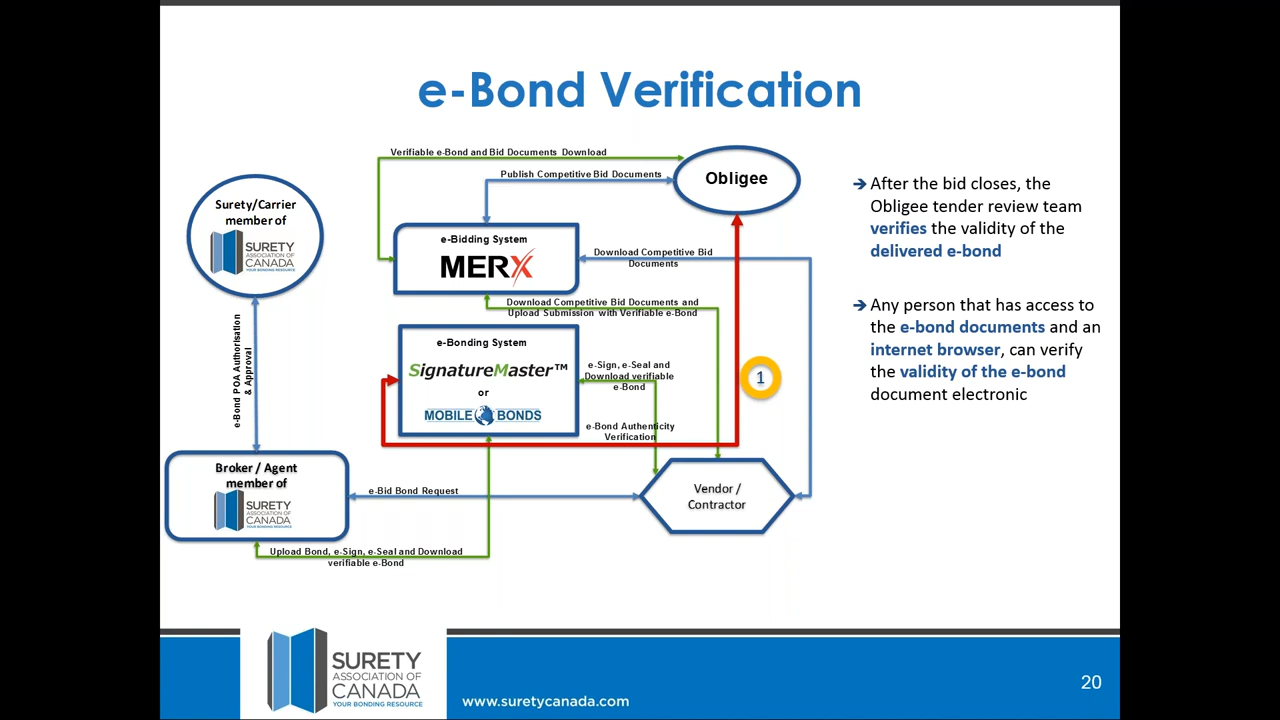 e-Bond Verification
Verifiable e-Bond and Bid Documents Download
Publish Competitive Bid Documents
Obligee
Surety/Carrier
member of
SURETY
ASSOCIATION OF
CANADA
YOUR BONDING RESOURCE
e-Bidding System
MERX
Download Competitive Bid
Documents
Download Competitive Bid Documents and
Upload Submission with Verifiable e-Bond
e-Bonding System
SignatureMaster™
or
MOBILE BONDS
e-Sign, e-Seal and
Download verifiable
e-Bond
1
e-Bond Authenticity
Verification
e-Bond POA Authorisation
& Approval
Broker / Agent
member of
SURETY
ASSOCIATION OF
CANADA
YOUR BONDING RESOURCE
e-Bid Bond Request
Vendor /
Contractor
Upload Bond, e-Sign, e-Seal and Download
verifiable e-Bond
After the bid closes, the
Obligee tender review team
verifies the validity of the
delivered e-bond
Any person that has access to
the e-bond documents and an
internet browser, can verify
the validity of the e-bond
document electronic
SURETY
ASSOCIATION OF
CANADA
YOUR BONDING RESOURCE
www.suretycanada.com
20